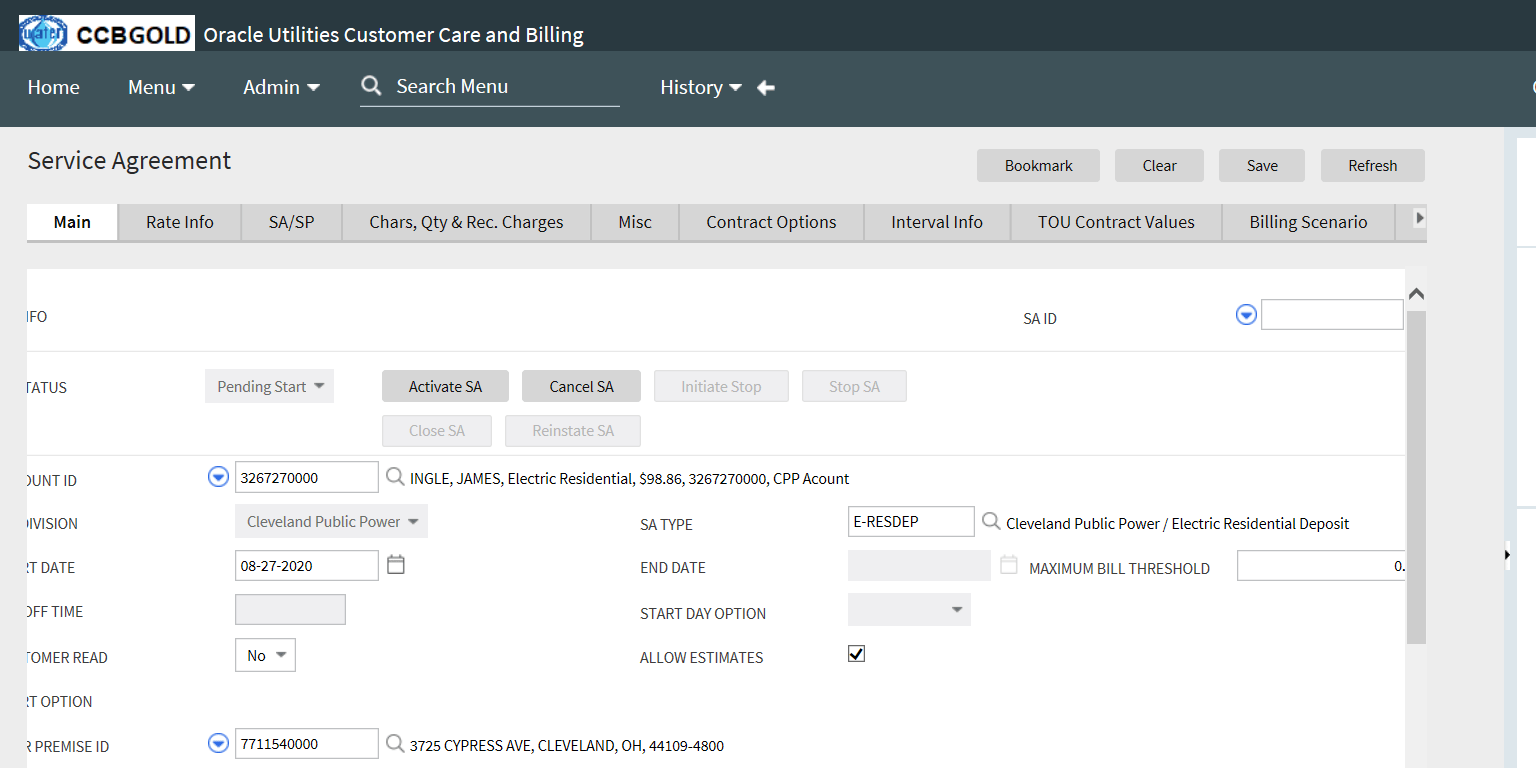 water CCBGOLD Oracle Utilities Customer Care and Billing
Home Menu Admin Search Menu History
Service Agreement Bookmark Clear Save Refresh
Main Rate Info SA/SP Chars, Qty & Rec. Charges Misc Contract Options Interval Info TOU Contract Values Billing Scenario
FO SA ID
TATUS Pending Start Activate SA Cancel SA Initiate Stop Stop SA
Close SA Reinstate SA
OUNT ID 3267270000 INGLE, JAMES, Electric Residential, $98.86, 3267270000, CPP Acount
IVISION Cleveland Public Power SA TYPE E-RESDEP Cleveland Public Power / Electric Residential Deposit
RT DATE 08-27-2020 END DATE MAXIMUM BILL THRESHOLD 0.
OFF TIME START DAY OPTION
TOMER READ No ALLOW ESTIMATES
RT OPTION
R PREMISE ID 7711540000 3725 CYPRESS AVE, CLEVELAND, OH, 44109-4800